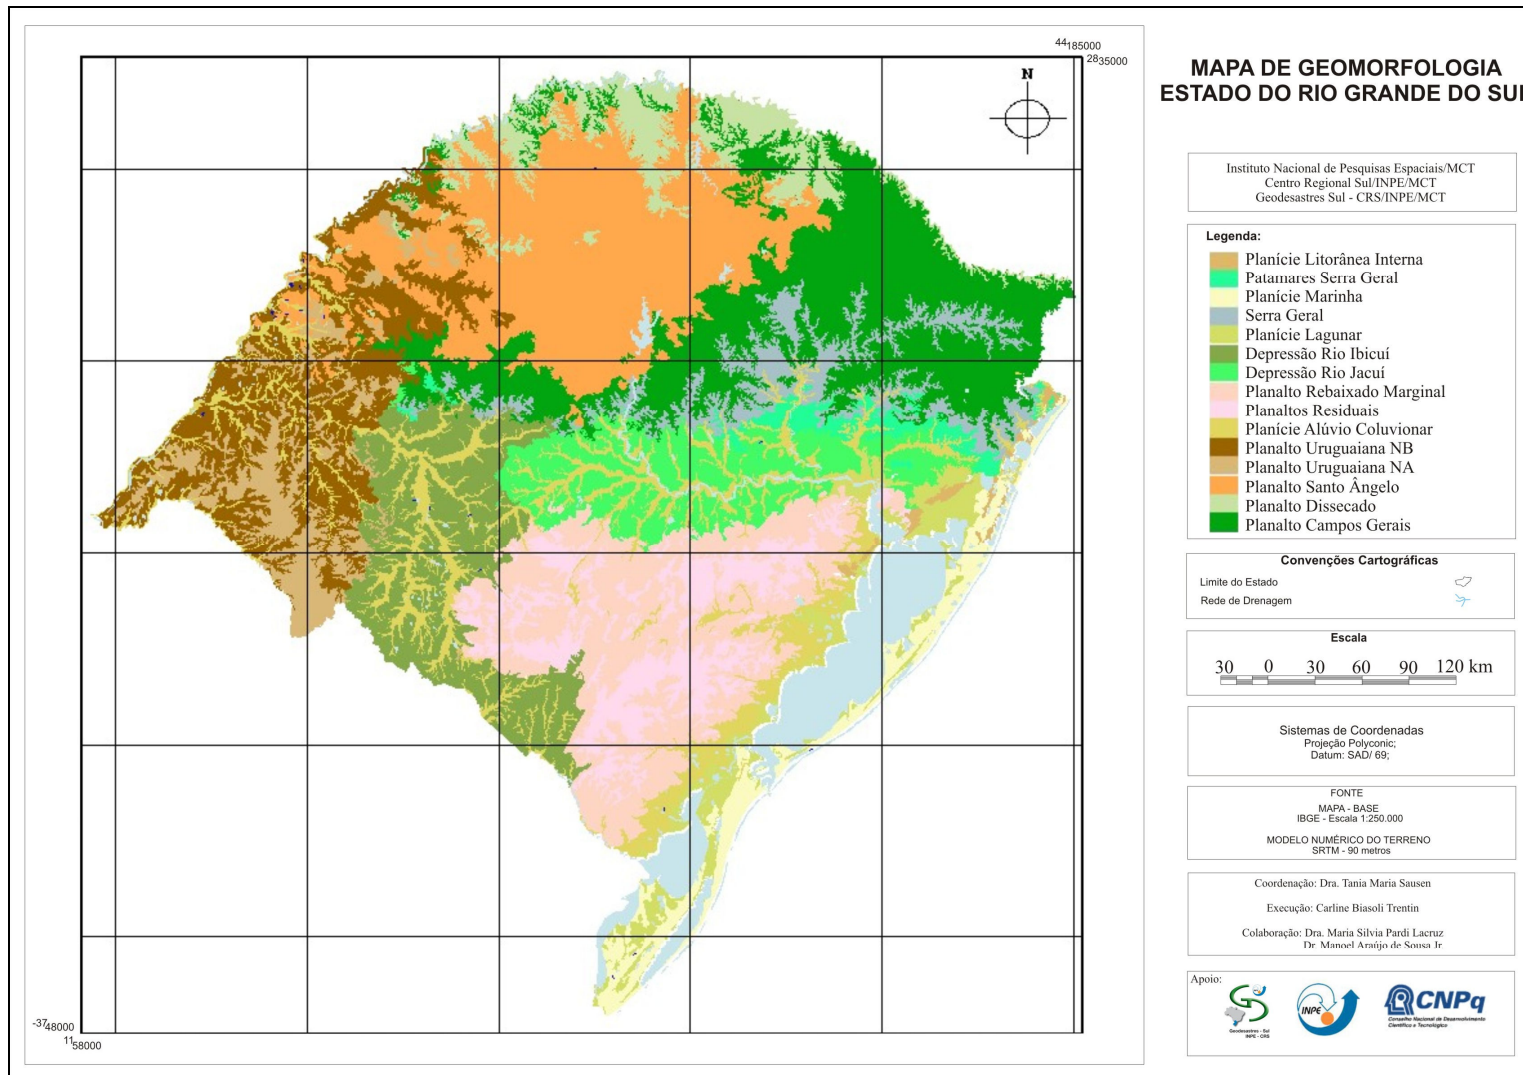 44185000
2835000
N
-3748000
1158000
MAPA DE GEOMORFOLOGIA
ESTADO DO RIO GRANDE DO SUL
Instituto Nacional de Pesquisas Espaciais/MCT
Centro Regional Sul/INPE/MCT
Geodesastres Sul - CRS/INPE/MCT
Legenda:
Planície Litorânea Interna
Patamares Serra Geral
Planície Marinha
Serra Geral
Planície Lagunar
Depressão Rio Ibicuí
Depressão Rio Jacuí
Planalto Rebaixado Marginal
Planaltos Residuais
Planície Alúvio Coluvionar
Planalto Uruguaiana NB
Planalto Uruguaiana NA
Planalto Santo Ângelo
Planalto Dissecado
Planalto Campos Gerais
Convenções Cartográficas
Limite do Estado
Rede de Drenagem
Escala
30 0 30 60 90 120 km
Sistemas de Coordenadas
Projeção Polyconic;
Datum: SAD/ 69;
FONTE
MAPA - BASE
IBGE - Escala 1:250.000
MODELO NUMÉRICO DO TERRENO
SRTM - 90 metros
Coordenação: Dra. Tania Maria Sausen
Execução: Carline Biasoli Trentin
Colaboração: Dra. Maria Silvia Pardi Lacruz
Dr. Manoel Araújo de Sousa Jr.
Apoio:
Geodesastres - Sul
INPE - CRS
INPE
CNPq
Conselho Nacional de Desenvolvimento
Científico e Tecnológico